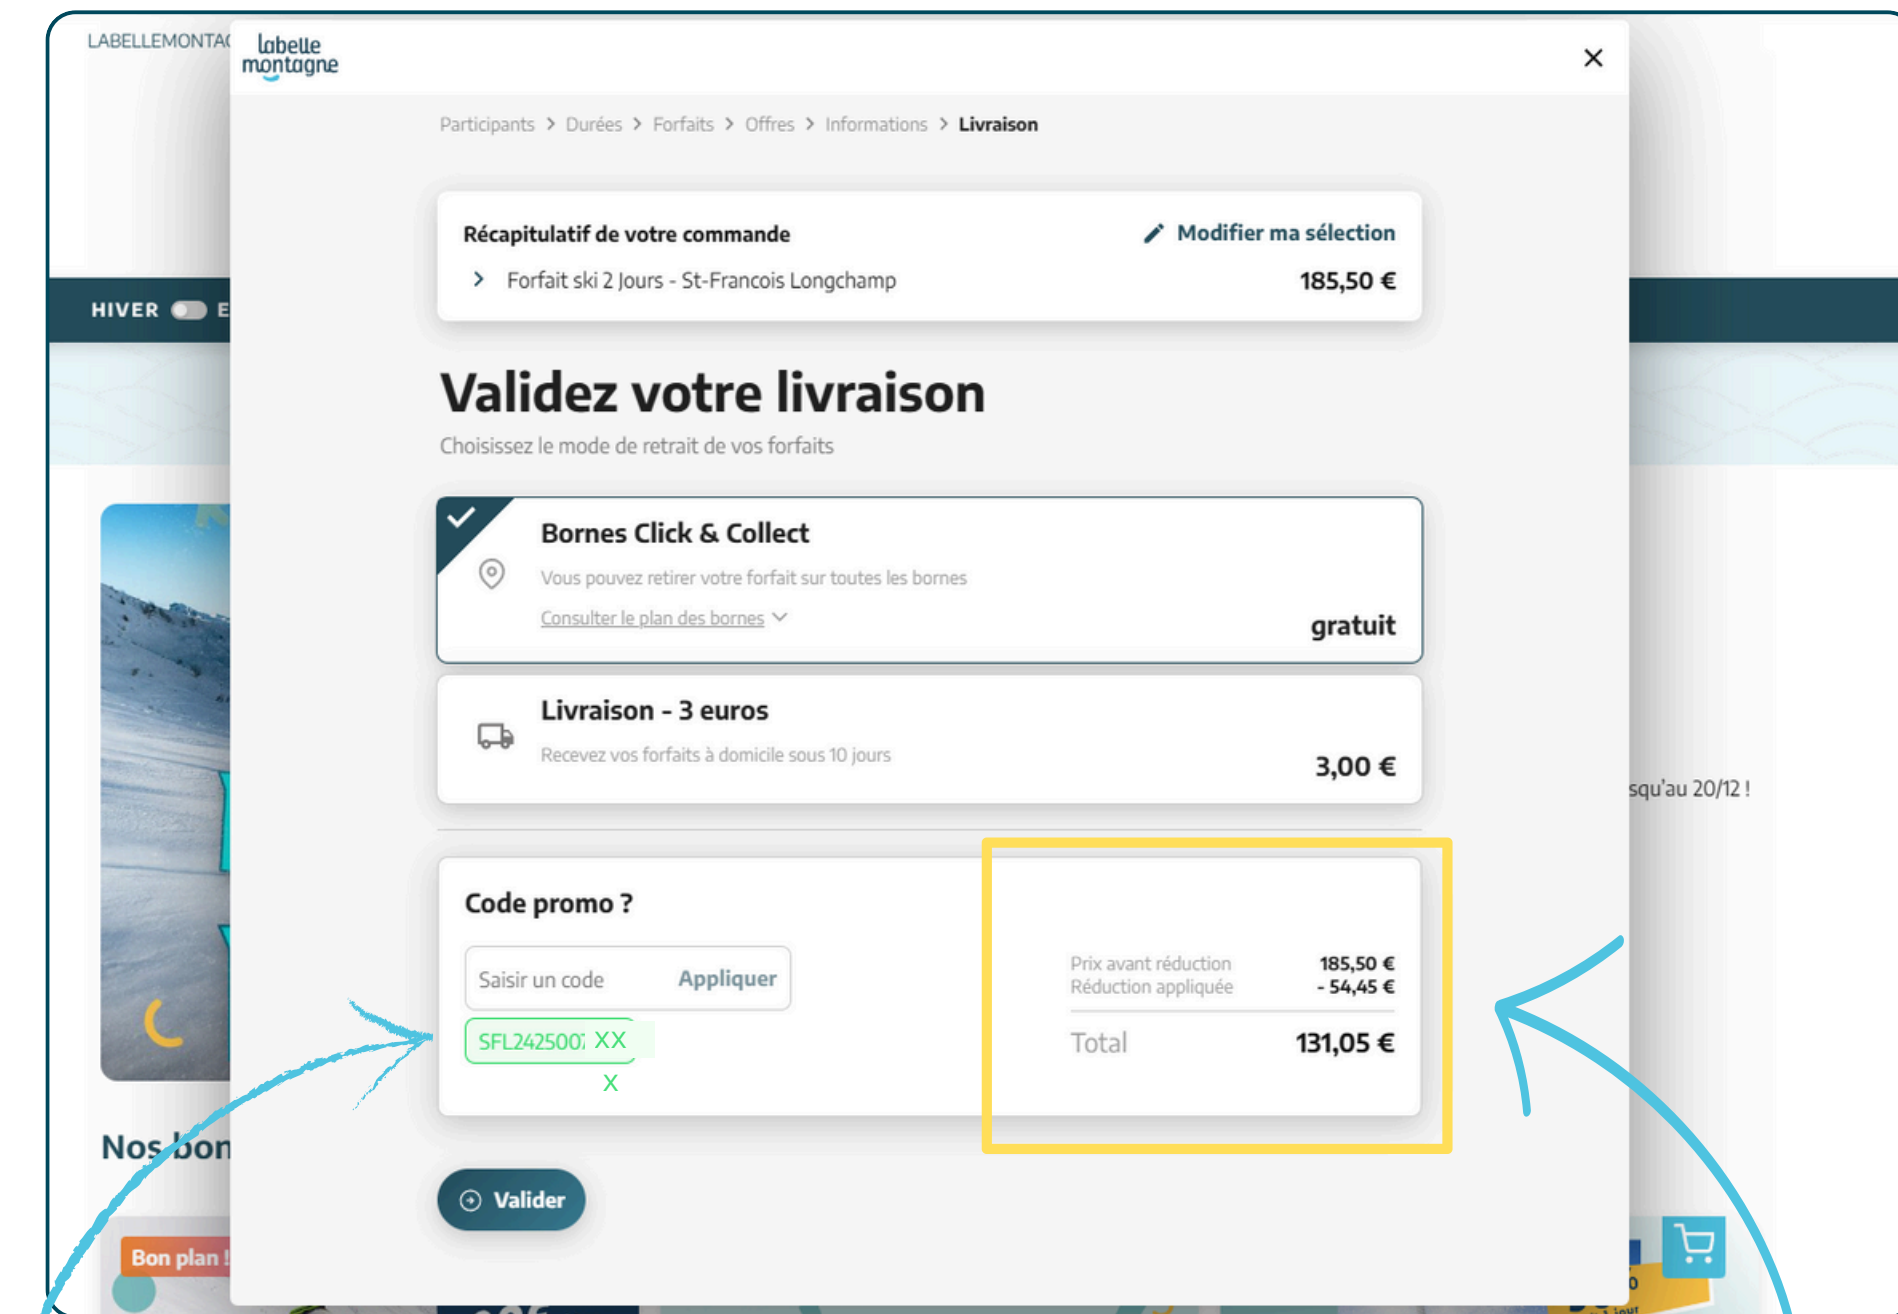 LABELLEMONTAG
labelle
montagne
Participants > Durées > Forfaits > Offres > Informations > Livraison
Récapitulatif de votre commande
Modifier ma sélection
Forfait ski 2 Jours - St-Francois Longchamp
185,50 €
HIVER
E
Validez votre livraison
Choisissez le mode de retrait de vos forfaits
Bornes Click & Collect
Vous pouvez retirer votre forfait sur toutes les bornes
Consulter le plan des bornes
gratuit
Livraison - 3 euros
Recevez vos forfaits à domicile sous 10 jours
3,00 €
squ'au 20/12 !
Code promo ?
Saisir un code
Appliquer
SFL2425007 XX
X
Prix avant réduction 185,50 €
Réduction appliquée - 54,45 €
Total 131,05 €
Nos bon
Valider
Bon plan !